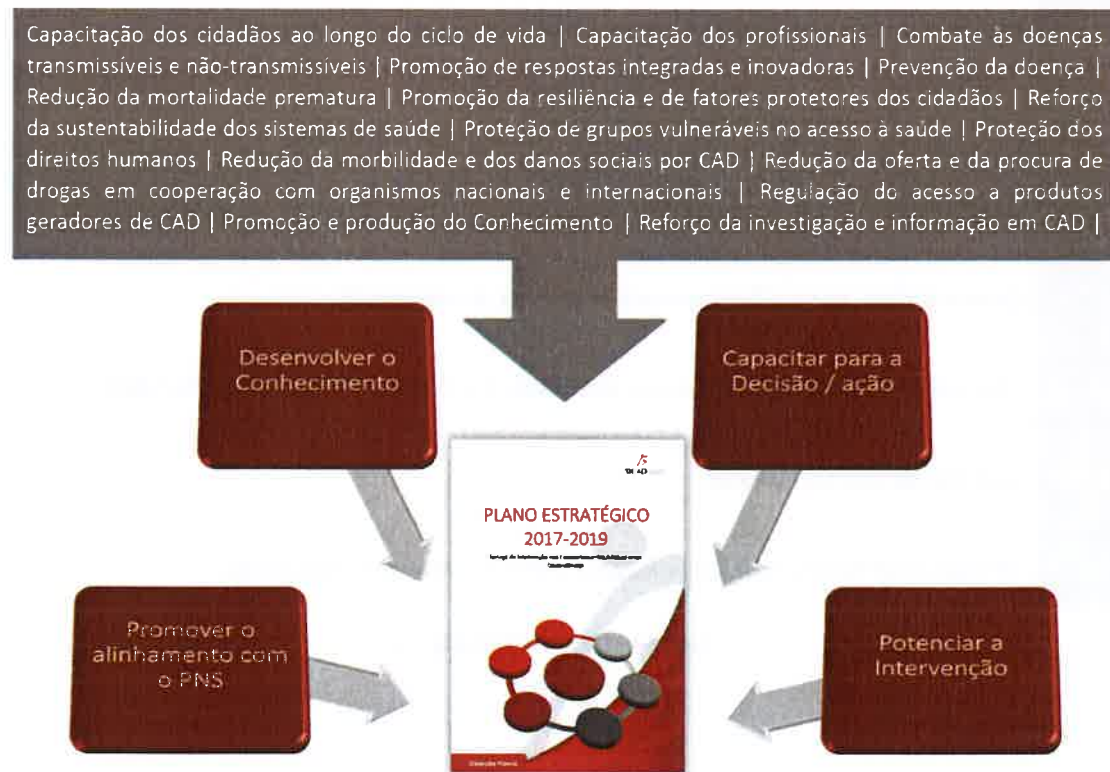 Capacitação dos cidadãos ao longo do ciclo de vida | Capacitação dos profissionais | Combate às doenças
transmissíveis e não-transmissíveis | Promoção de respostas integradas e inovadoras | Prevenção da doença |
Redução da mortalidade prematura | Promoção da resiliência e de fatores protetores dos cidadãos | Reforço
da sustentabilidade dos sistemas de saúde | Proteção de grupos vulneráveis no acesso à saúde | Proteção dos
direitos humanos | Redução da morbilidade e dos danos sociais por CAD | Redução da oferta e da procura de
drogas em cooperação com organismos nacionais e internacionais | Regulação do acesso a produtos
geradores de CAD | Promoção e produção do Conhecimento | Reforço da investigação e informação em CAD |
Desenvolver o
Conhecimento
Capacitar para a
Decisão / ação
PLANO ESTRATÉGICO
2017-2019
Promover o
alinhamento com
o PNS
Potenciar a
Intervenção